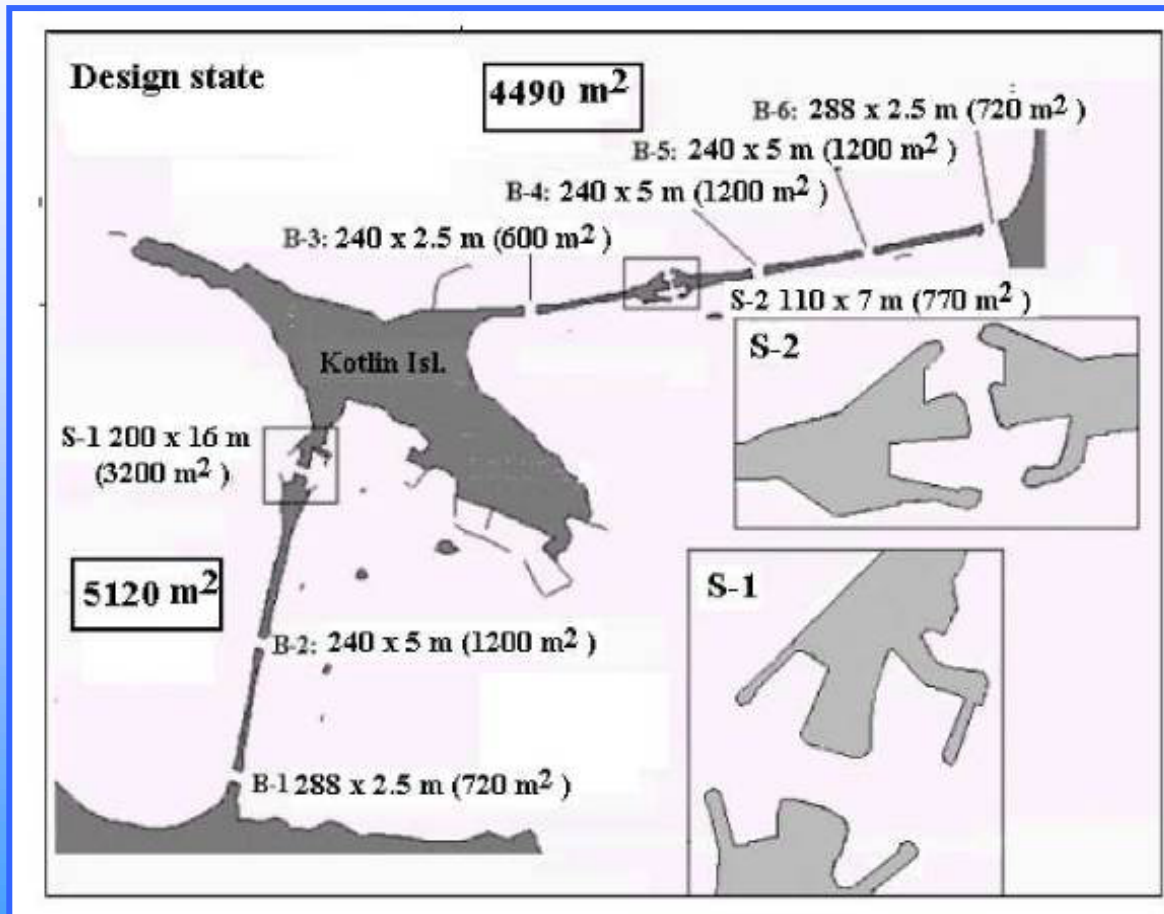 Design state
4490 m²
B-6: 288 x 2.5 m (720 m²)
B-5: 240 x 5 m (1200 m²)
B-4: 240 x 5 m (1200 m²)
B-3: 240 x 2.5 m (600 m²)
S-2 110 x 7 m (770 m²)
S-2
Kotlin Isl.
S-1 200 x 16 m
(3200 m²)
5120 m²
S-1
B-2: 240 x 5 m (1200 m²)
B-1 288 x 2.5 m (720 m²)